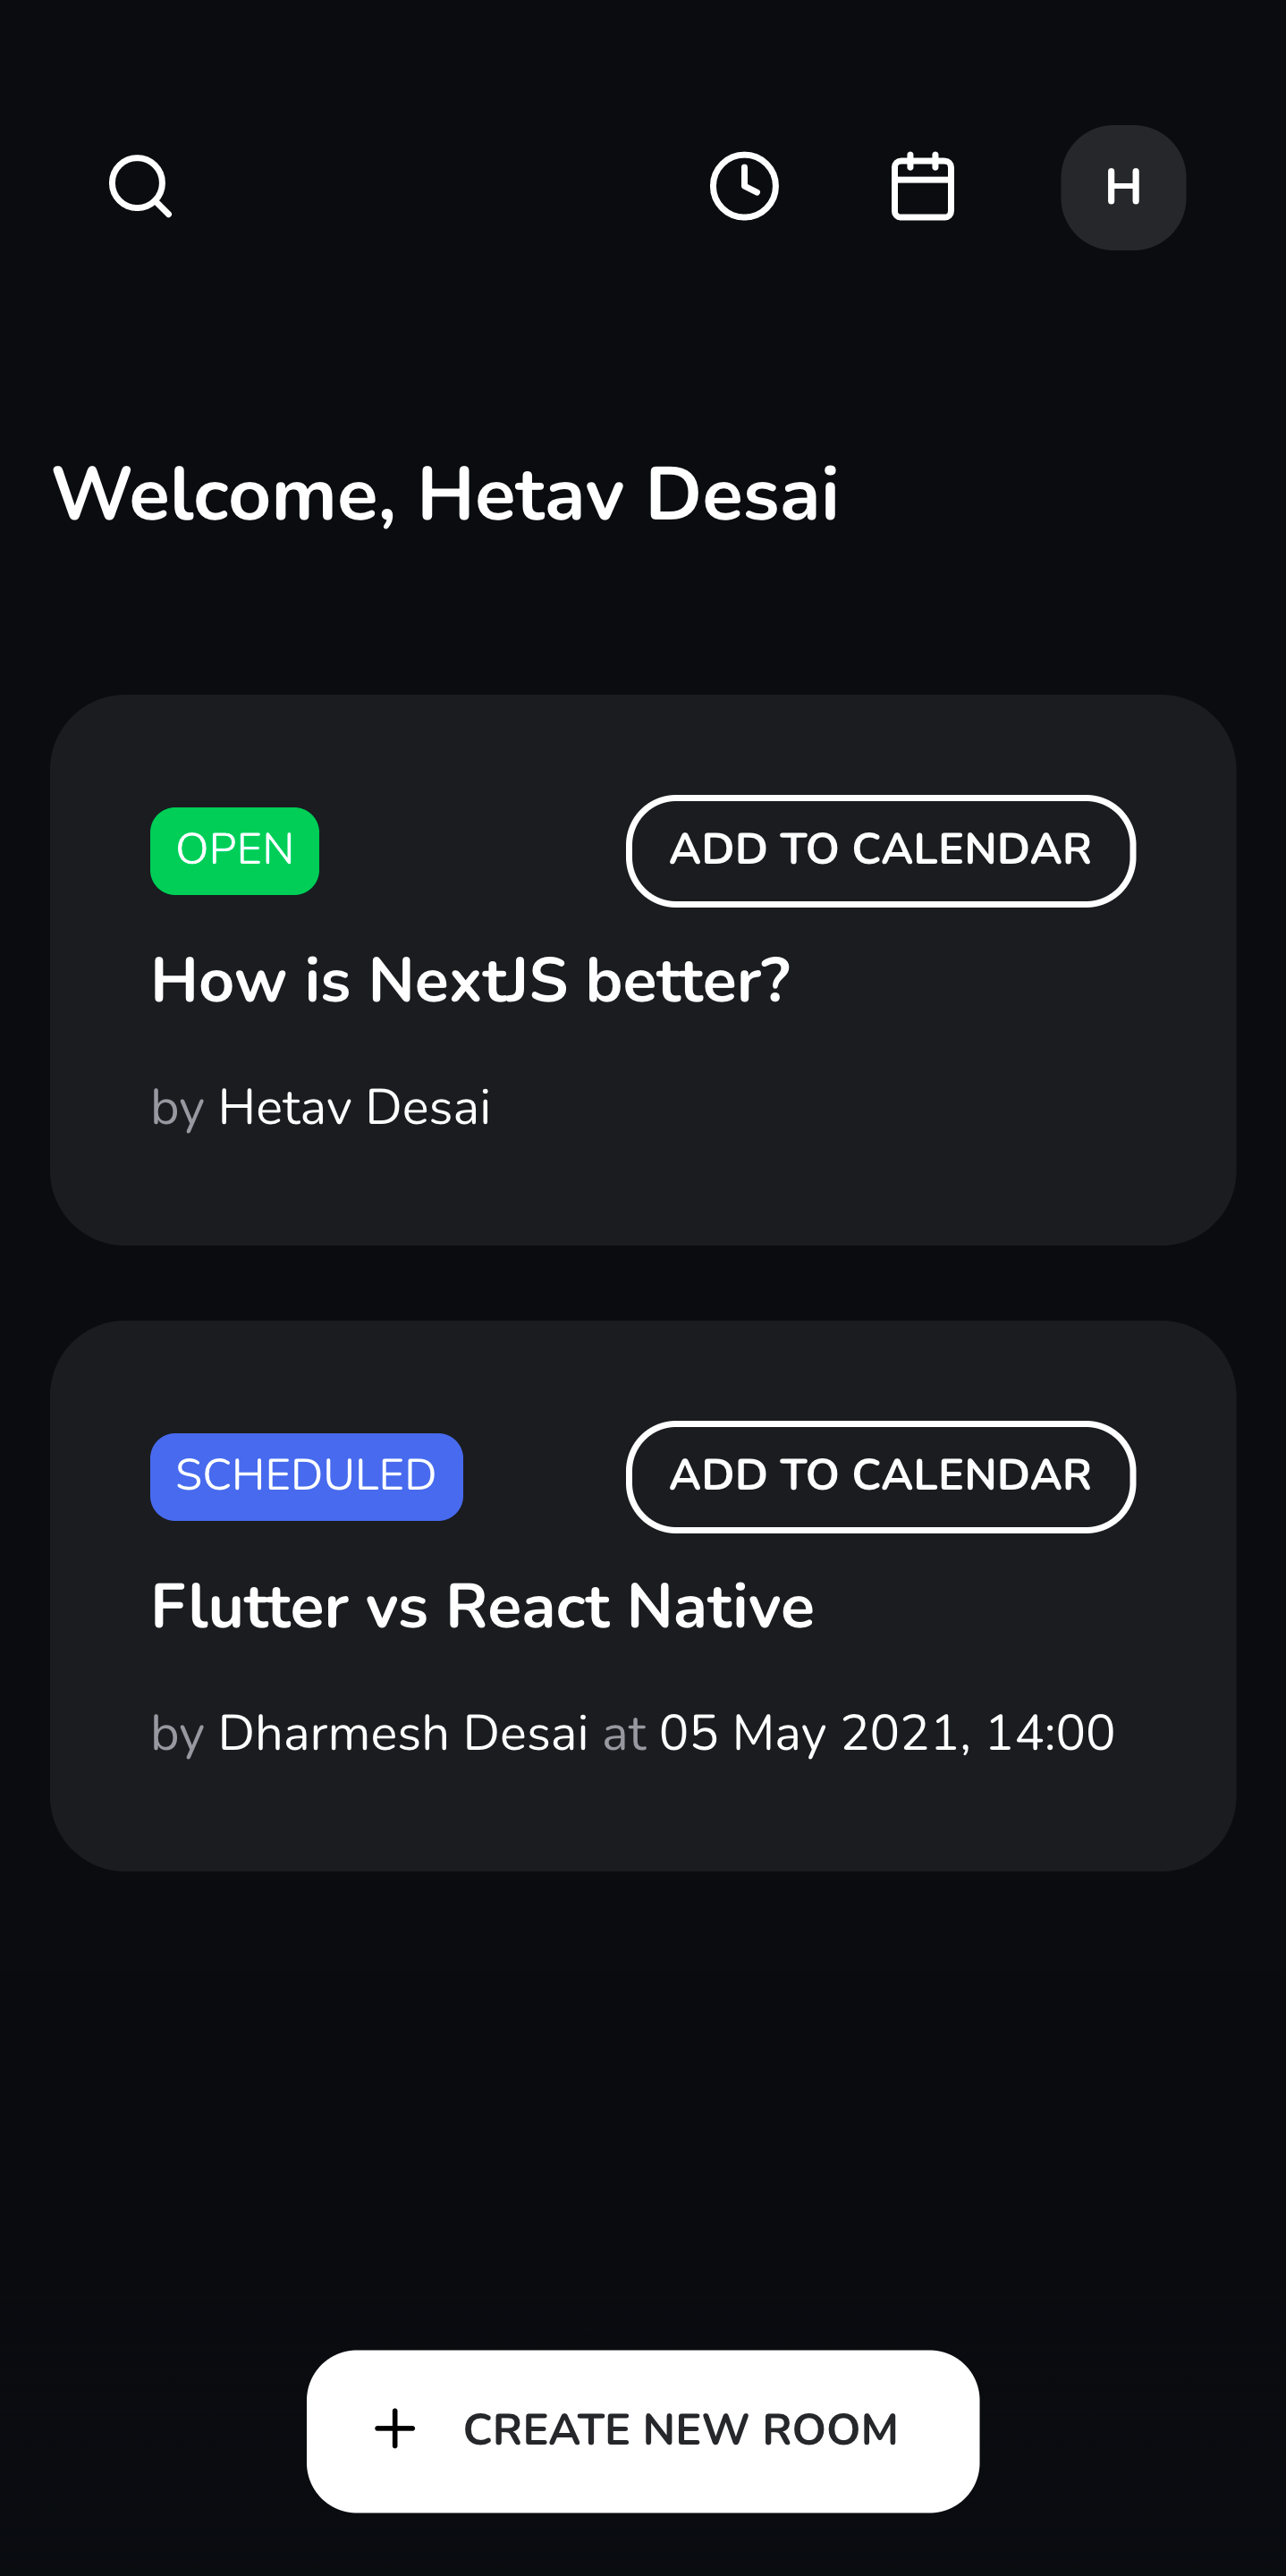 H
Welcome, Hetav Desai
OPEN
ADD TO CALENDAR
How is NextJS better?
by Hetav Desai
SCHEDULED
ADD TO CALENDAR
Flutter vs React Native
by Dharmesh Desai at 05 May 2021, 14:00
CREATE NEW ROOM